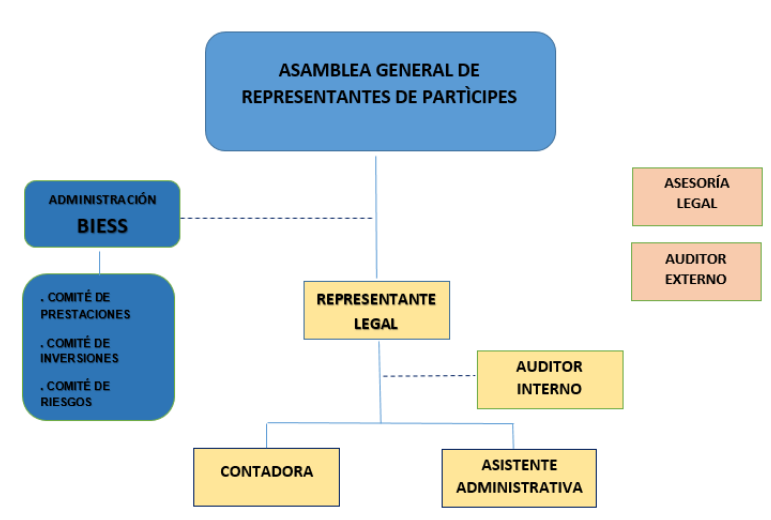 ASAMBLEA GENERAL DE
REPRESENTANTES DE PARTÌCIPES
ADMINISTRACIÓN
BIESS
ASESORÍA
LEGAL
AUDITOR
EXTERNO
. COMITÉ DE
PRESTACIONES
. COMITÉ DE
INVERSIONES
. COMITÉ DE
RIESGOS
REPRESENTANTE
LEGAL
AUDITOR
INTERNO
CONTADORA
ASISTENTE
ADMINISTRATIVA